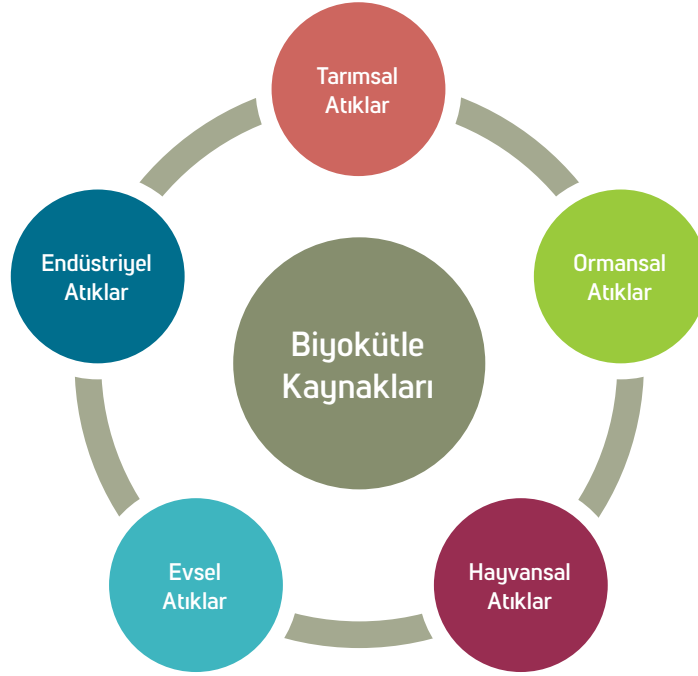 Tarımsal
Atıklar
Ormansal
Atıklar
Hayvansal
Atıklar
Evsel
Atıklar
Endüstriyel
Atıklar
Biyokütle
Kaynakları